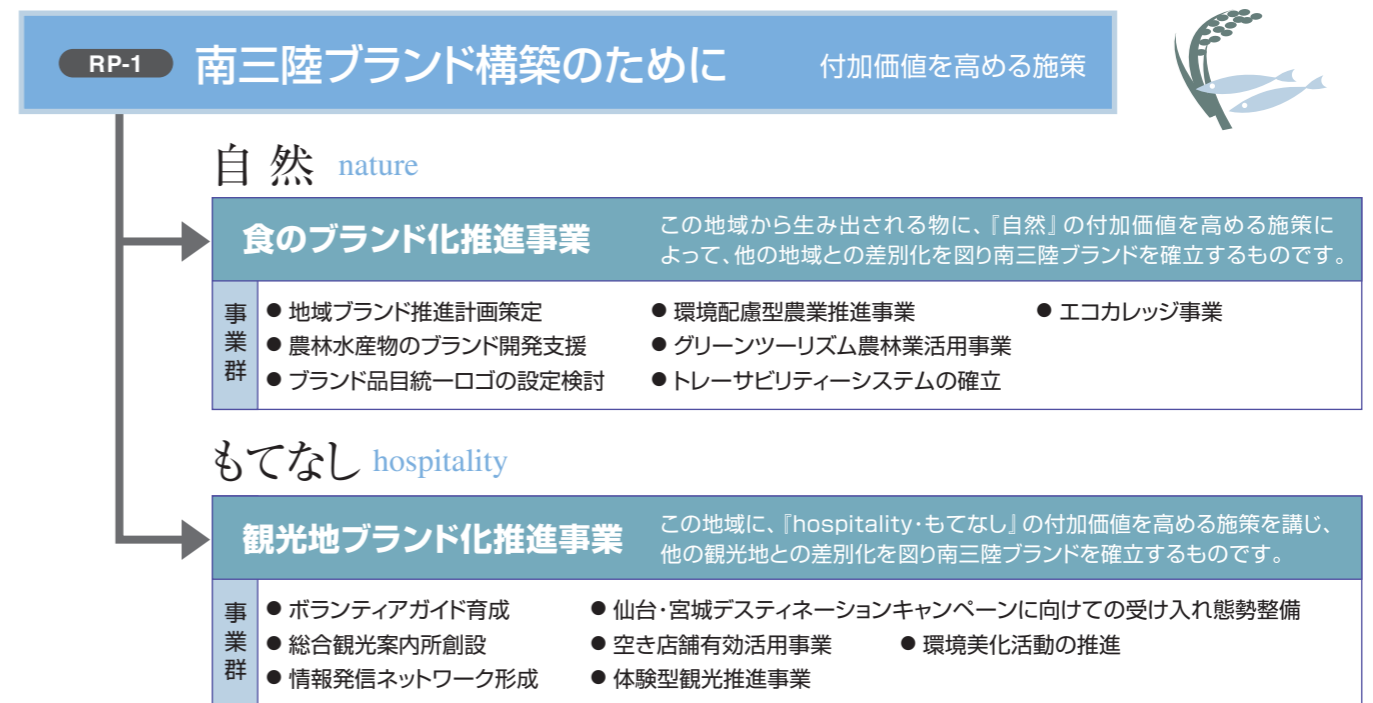 RP-1 南三陸ブランド構築のために 付加価値を高める施策
自然 nature
食のブランド化推進事業
この地域から生み出される物に、『自然』の付加価値を高める施策に
よって、他の地域との差別化を図り南三陸ブランドを確立するものです。
事業群
● 地域ブランド推進計画策定 ● 環境配慮型農業推進事業 ● エコカレッジ事業
● 農林水産物のブランド開発支援 ● グリーンツーリズム農林業活用事業
● ブランド品目統一ロゴの設定検討 ● トレーサビリティーシステムの確立
もてなし hospitality
観光地ブランド化推進事業
この地域に、『hospitality・もてなし』の付加価値を高める施策を講じ、
他の観光地との差別化を図り南三陸ブランドを確立するものです。
事業群
● ボランティアガイド育成 ● 仙台・宮城デスティネーションキャンペーンに向けての受け入れ態勢整備
● 総合観光案内所創設 ● 空き店舗有効活用事業 ● 環境美化活動の推進
● 情報発信ネットワーク形成 ● 体験型観光推進事業